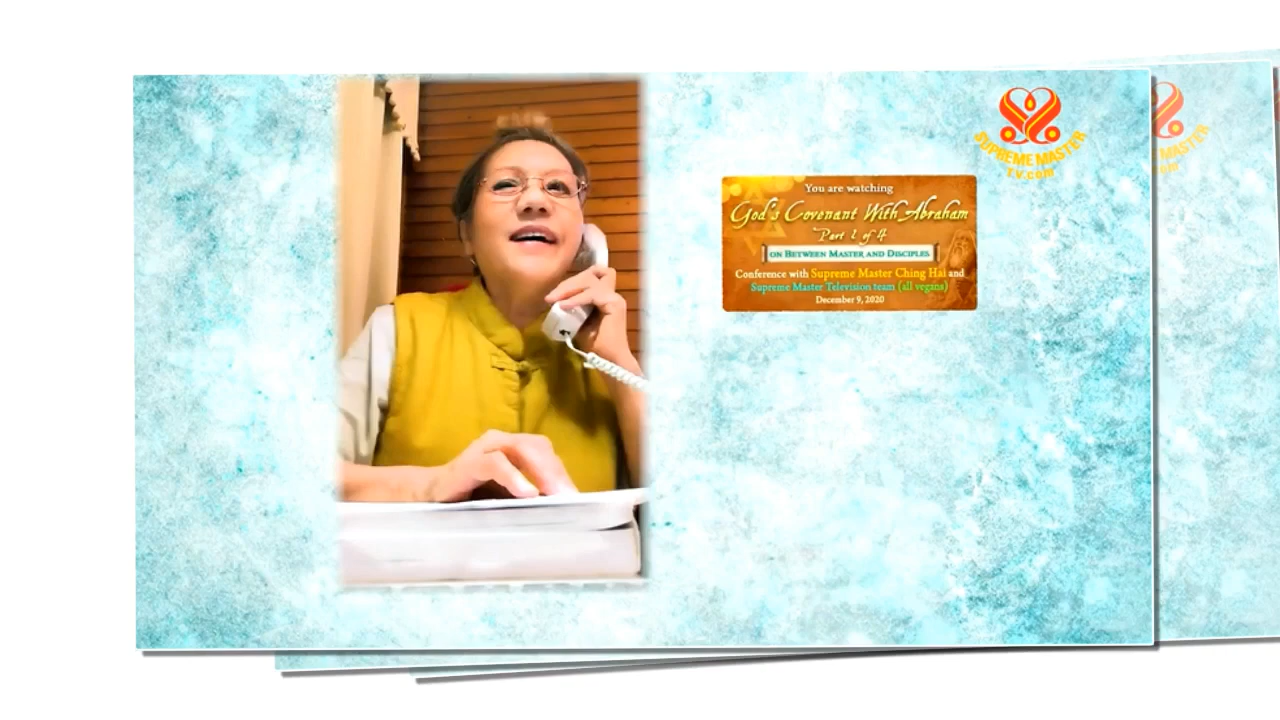 SUPREME MASTER
TV.COM
You are watching
God's Covenant With Abraham
Part 1 of 4
ON BETWEEN MASTER AND DISCIPLES
Conference with Supreme Master Ching Hai and
Supreme Master Television team (all vegans)
December 9, 2020